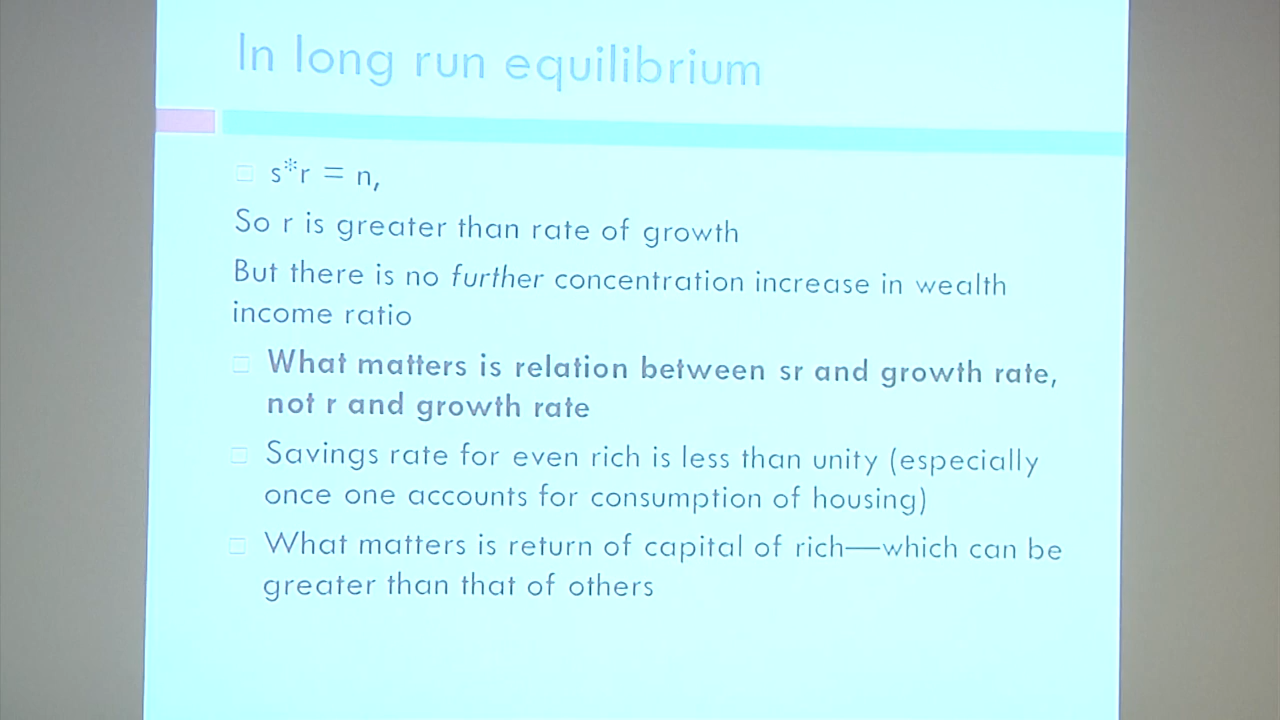 In long run equilibrium
s*r = n,
So r is greater than rate of growth
But there is no further concentration increase in wealth
income ratio
What matters is relation between sr and growth rate,
not r and growth rate
Savings rate for even rich is less than unity (especially
once one accounts for consumption of housing)
What matters is return of capital of rich—which can be
greater than that of others